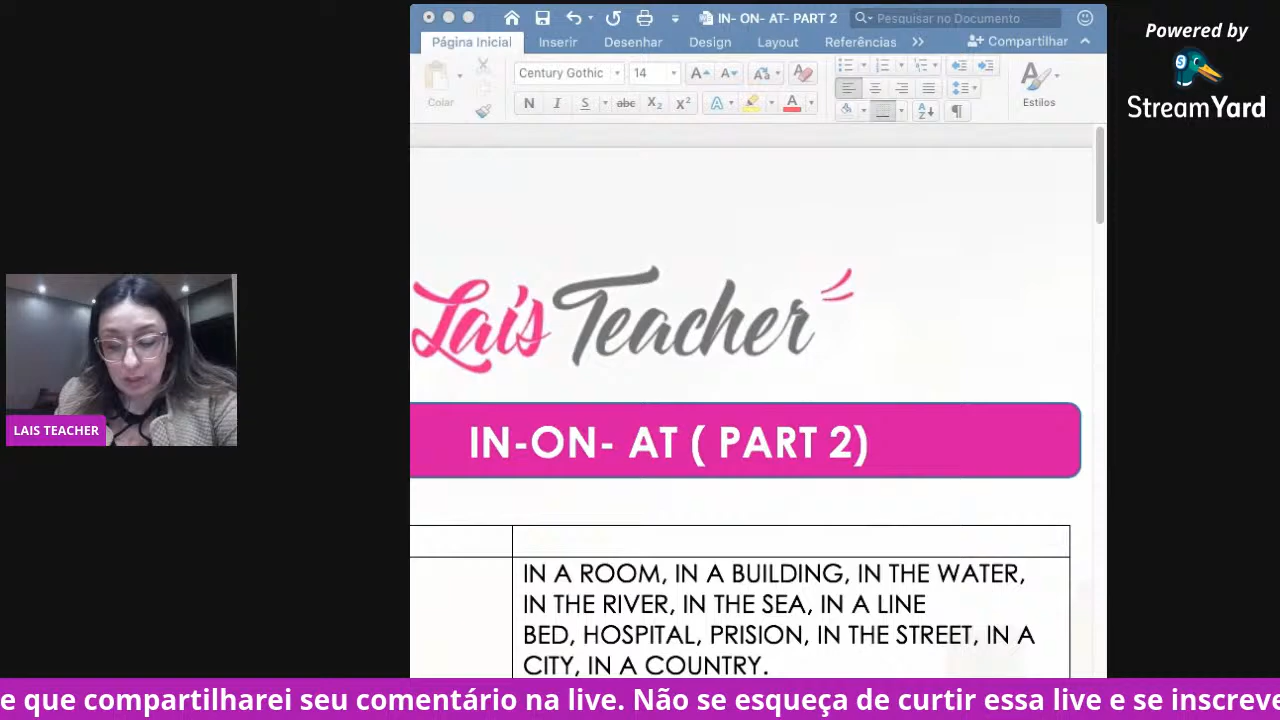 IN- ON- AT- PART 2
Pesquisar no Documento
Powered by
StreamYard
Página Inicial
Inserir
Desenhar
Design
Layout
Referências
Compartilhar
Colar
Century Gothic
14
N I S abc X₂ X²
Estilos
Lais Teacher
IN-ON- AT ( PART 2)
IN A ROOM, IN A BUILDING, IN THE WATER,
IN THE RIVER, IN THE SEA, IN A LINE
BED, HOSPITAL, PRISION, IN THE STREET, IN A
CITY, IN A COUNTRY.
LAIS TEACHER
e que compartilharei seu comentário na live. Não se esqueça de curtir essa live e se inscreve